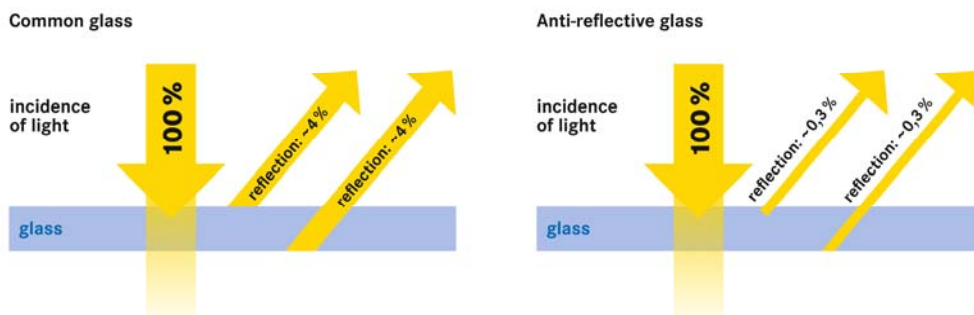 Common glass
incidence
of light
100 %
reflection: ~4 %
reflection: ~4 %
glass
Anti-reflective glass
incidence
of light
100 %
reflection: ~0,3 %
reflection: ~0,3 %
glass